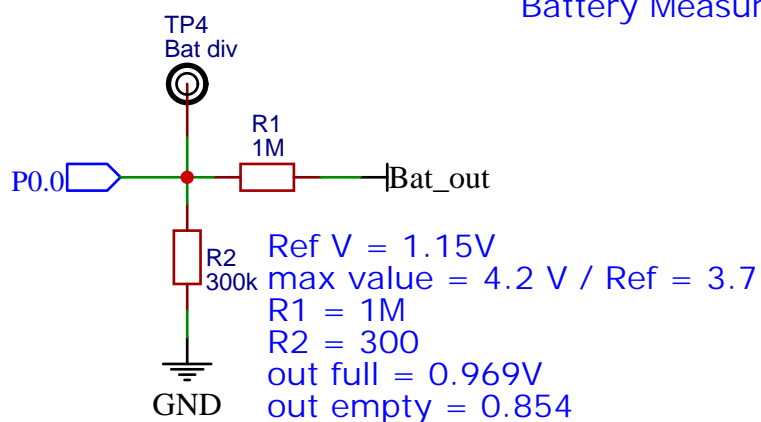 Battery Measur
TP4
Bat div
R1
1M
P0.0
Bat_out
R2
300k
Ref V = 1.15V
max value = 4.2 V / Ref = 3.7
R1 = 1M
R2 = 300
out full = 0.969V
out empty = 0.854
GND